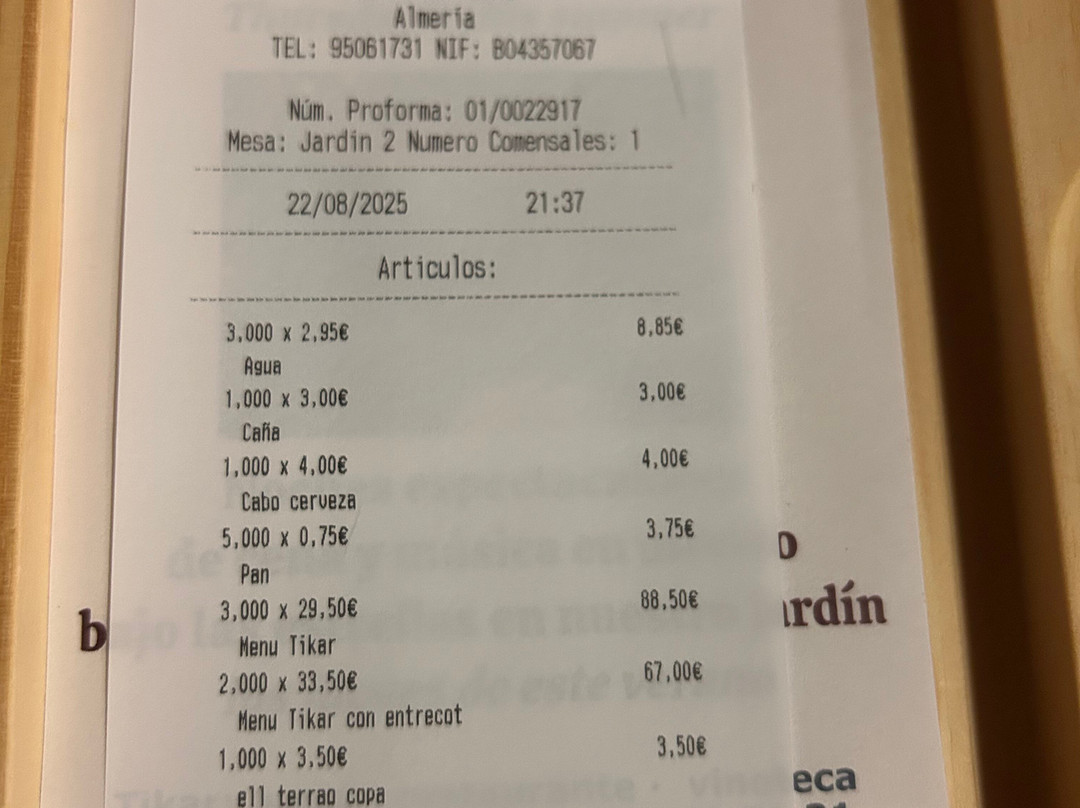 Almería
TEL: 95061731 NIF: B04357067
Núm. Proforma: 01/0022917
Mesa: Jardin 2 Numero Comensales: 1
22/08/2025 21:37
Articulos:
3,000 x 2,95€ 8,85€
Agua
1,000 x 3,00€ 3,00€
Caña
1,000 x 4,00€ 4,00€
Cabo cerveza
5,000 x 0,75€ 3,75€
Pan
3,000 x 29,50€ 88,50€
Menu Tikar
2,000 x 33,50€ 67,00€
Menu Tikar con entrecot
1,000 x 3,50€ 3,50€
ell terrao copa
b
o
ardín
eca